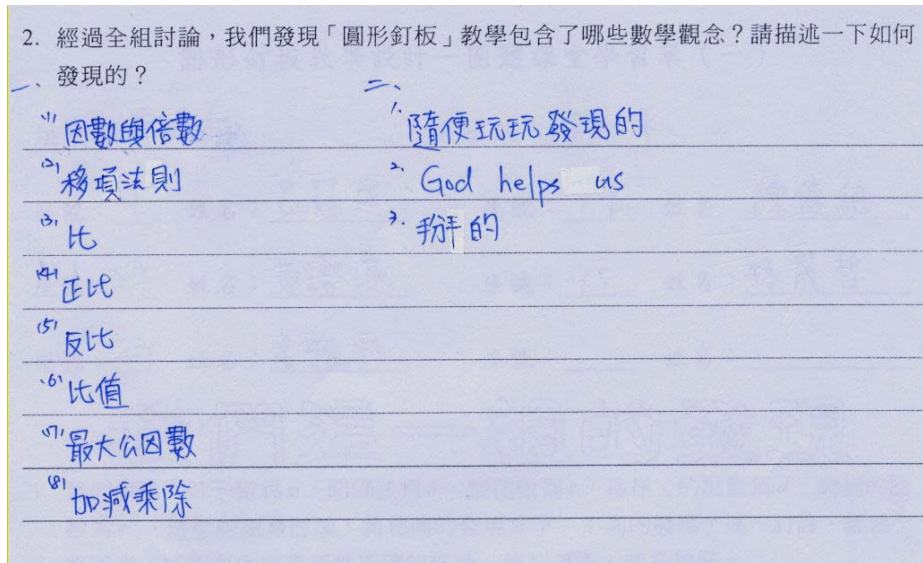 2. 經過全組討論，我們發現「圓形釘板」教學包含了哪些數學觀念？請描述一下如何
發現的？
一、
(1) 因數與倍數
(2) 移項法則
(3) 比
(4) 正比
(5) 反比
(6) 比值
(7) 最大公因數
(8) 加減乘除
二、
1. 隨便玩玩發現的
2. God helps us
3. 掰的